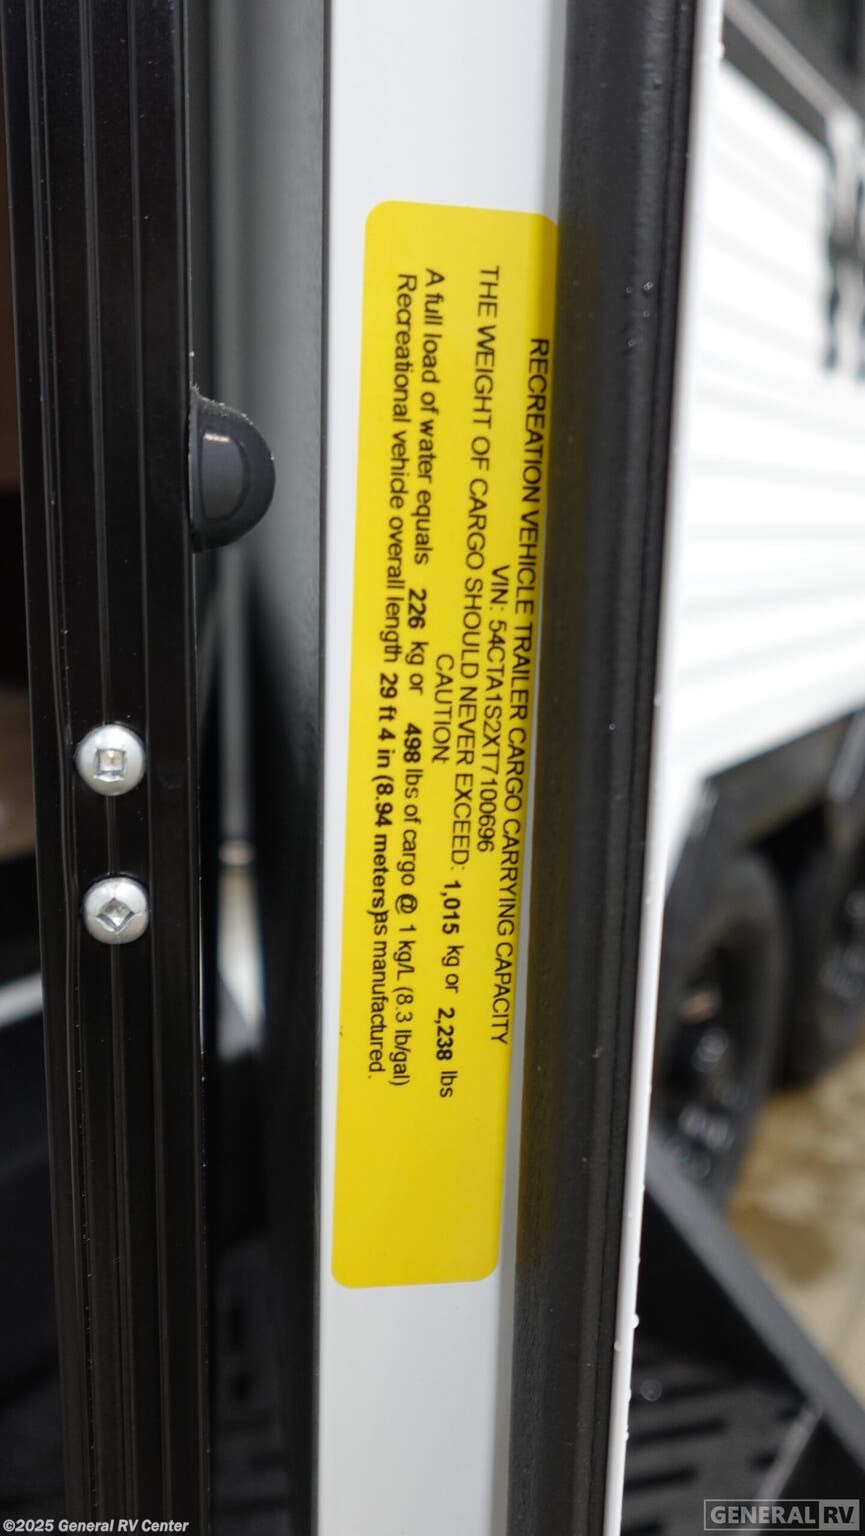 RECREATION VEHICLE TRAILER CARGO CARRYING CAPACITY
VIN: 54CTA1S2XT7100696
THE WEIGHT OF CARGO SHOULD NEVER EXCEED: 1,015 kg or 2,238 lbs
CAUTION:
A full load of water equals 226 kg or 498 lbs of cargo @ 1 kg/L (8.3 lb/gal)
Recreational vehicle overall length 29 ft 4 in (8.94 meters)as manufactured.
©2025 General RV Center
GENERAL RV